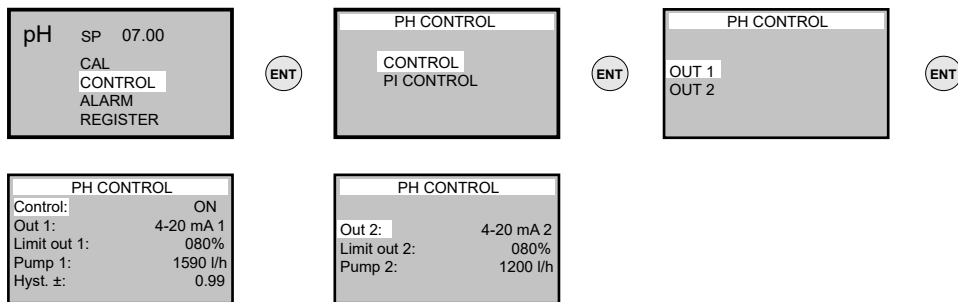 pH SP 07.00
CAL
CONTROL
ALARM
REGISTER
ENT
PH CONTROL
CONTROL
PI CONTROL
ENT
PH CONTROL
OUT 1
OUT 2
ENT
PH CONTROL
Control: ON
Out 1: 4-20 mA 1
Limit out 1: 080%
Pump 1: 1590 l/h
Hyst. ±: 0.99
PH CONTROL
Out 2: 4-20 mA 2
Limit out 2: 080%
Pump 2: 1200 l/h